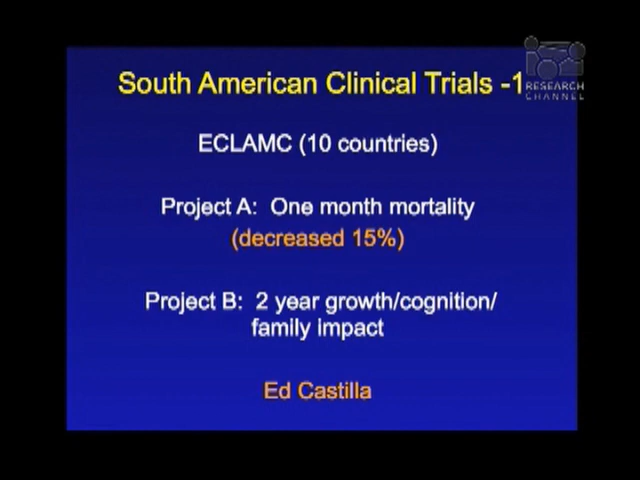 South American Clinical Trials -1
RESEARCH
CHANNEL
ECLAMC (10 countries)
Project A: One month mortality
(decreased 15%)
Project B: 2 year growth/cognition/
family impact
Ed Castilla